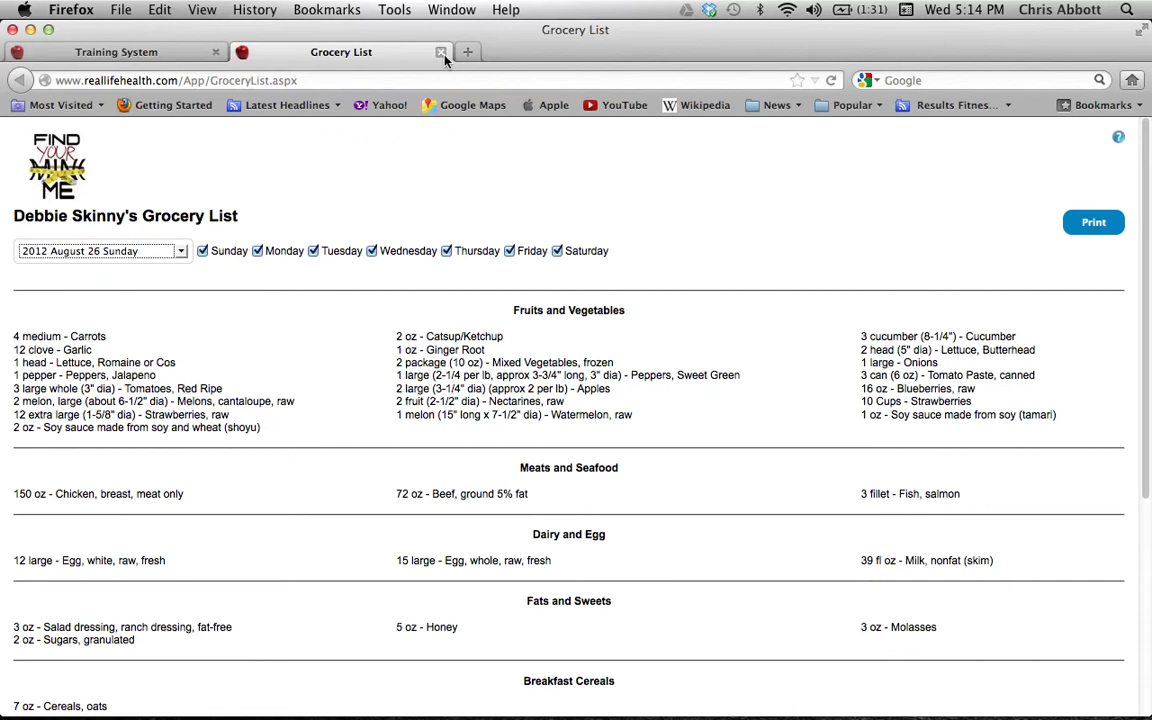 Firefox File Edit View History Bookmarks Tools Window Help (1:31) Wed 5:14 PM Chris Abbott
Grocery List
Training System Grocery List
www.reallifehealth.com/App/GroceryList.aspx Google
Most Visited Getting Started Latest Headlines Yahoo! Google Maps Apple YouTube Wikipedia News Popular Results Fitnes... Bookmarks
FIND
YOUR
MINI
ME
Debbie Skinny's Grocery List
Print
2012 August 26 Sunday Sunday Monday Tuesday Wednesday Thursday Friday Saturday
Fruits and Vegetables
4 medium - Carrots 2 oz - Catsup/Ketchup 3 cucumber (8-1/4") - Cucumber
12 clove - Garlic 1 oz - Ginger Root 2 head (5" dia) - Lettuce, Butterhead
1 head - Lettuce, Romaine or Cos 2 package (10 oz) - Mixed Vegetables, frozen 1 large - Onions
1 pepper - Peppers, Jalapeno 1 large (2-1/4 per lb, approx 3-3/4" long, 3" dia) - Peppers, Sweet Green 3 can (6 oz) - Tomato Paste, canned
3 large whole (3" dia) - Tomatoes, Red Ripe 2 large (3-1/4" dia) (approx 2 per lb) - Apples 16 oz - Blueberries, raw
2 melon, large (about 6-1/2" dia) - Melons, cantaloupe, raw 2 fruit (2-1/2" dia) - Nectarines, raw 10 Cups - Strawberries
12 extra large (1-5/8" dia) - Strawberries, raw 1 melon (15" long x 7-1/2" dia) - Watermelon, raw 1 oz - Soy sauce made from soy (tamari)
2 oz - Soy sauce made from soy and wheat (shoyu)
Meats and Seafood
150 oz - Chicken, breast, meat only 72 oz - Beef, ground 5% fat 3 fillet - Fish, salmon
Dairy and Egg
12 large - Egg, white, raw, fresh 15 large - Egg, whole, raw, fresh 39 fl oz - Milk, nonfat (skim)
Fats and Sweets
3 oz - Salad dressing, ranch dressing, fat-free 5 oz - Honey 3 oz - Molasses
2 oz - Sugars, granulated
Breakfast Cereals
7 oz - Cereals, oats